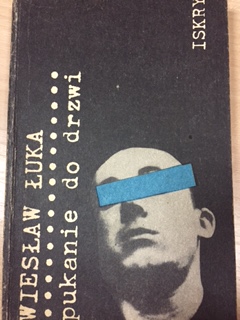 WIESŁAW ŁUKA
pukanie do drzwi
ISKRY